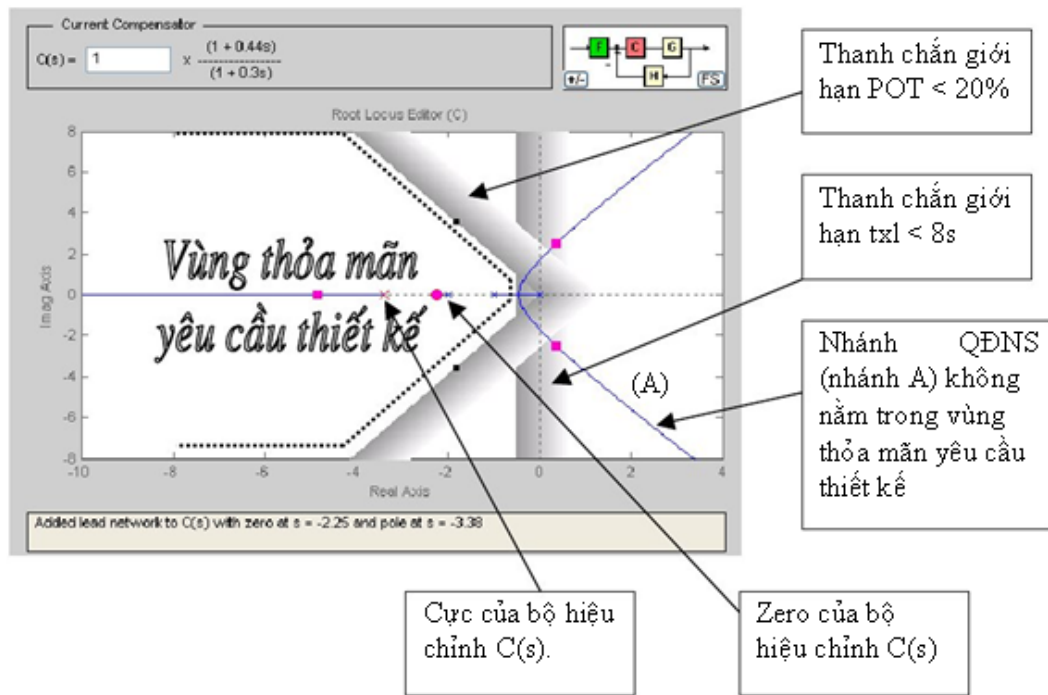 Current Compensator
C(s) = 1 x (1 + 0.44s)
(1 + 0.3s)
F C G
H
+/- FS
Root Locus Editor (C)
Imag Axis
8
6
4
2
0
-2
-4
-6
-8
Vùng thỏa mãn
yêu cầu thiết kế
(A)
-10 -8 -6 -4 -2 0 2 4
Real Axis
Added lead network to C(s) with zero at s = -2.25 and pole at s = -3.38
Thanh chắn giới
hạn POT < 20%
Thanh chắn giới
hạn txl < 8s
Nhánh QĐNS
(nhánh A) không
nằm trong vùng
thỏa mãn yêu cầu
thiết kế
Cực của bộ hiệu
chỉnh C(s).
Zero của bộ
hiệu chỉnh C(s)